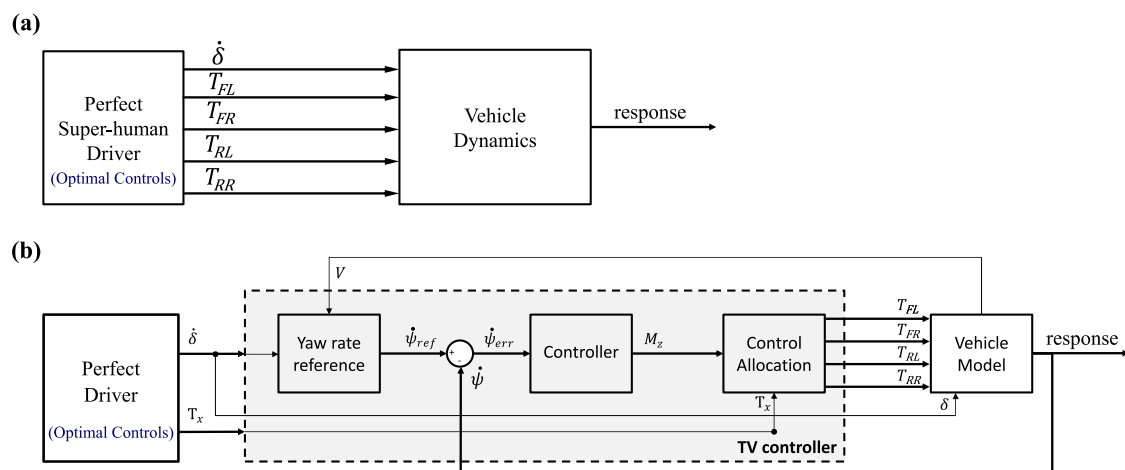 (a)
Perfect
Super-human
Driver
(Optimal Controls)
δ̇
T_FL
T_FR
T_RL
T_RR
Vehicle
Dynamics
response
(b)
V
Perfect
Driver
(Optimal Controls)
δ̇
T_x
Yaw rate
reference
ψ̇_ref
+
-
ψ̇_err
ψ̇
Controller
M_z
Control
Allocation
T_x
TV controller
T_FL
T_FR
T_RL
T_RR
δ
Vehicle
Model
response